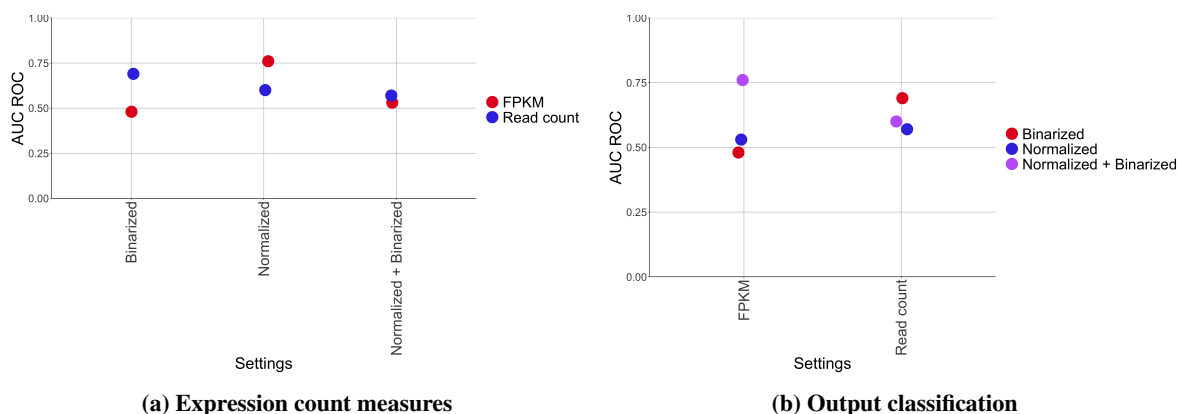 1.00
0.75
0.50
0.25
0.00
AUC ROC
Binarized
Normalized
Normalized + Binarized
Settings
FPKM
Read count
(a) Expression count measures
1.00
0.75
0.50
0.25
0.00
AUC ROC
FPKM
Read count
Settings
Binarized
Normalized
Normalized + Binarized
(b) Output classification